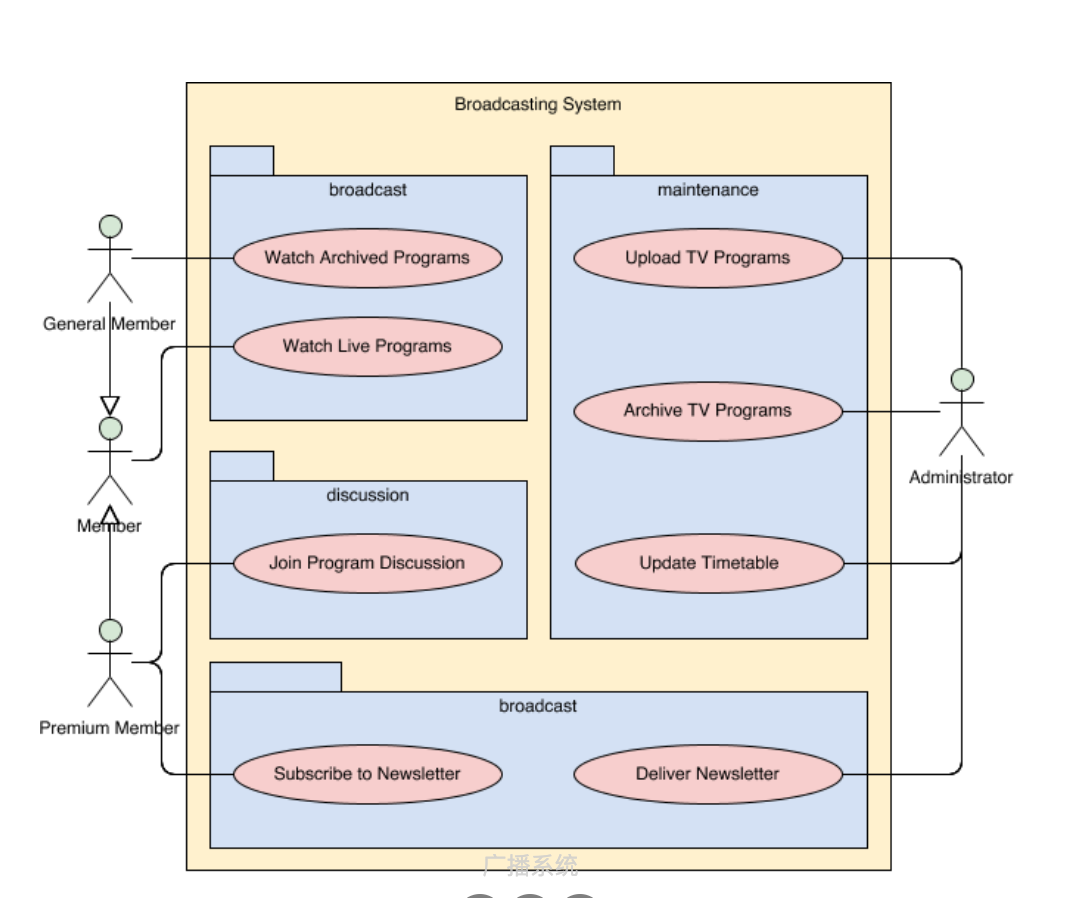 Broadcasting System
broadcast
Watch Archived Programs
Watch Live Programs
maintenance
Upload TV Programs
Archive TV Programs
Update Timetable
General Member
Member
Premium Member
Administrator
discussion
Join Program Discussion
broadcast
Subscribe to Newsletter
Deliver Newsletter
广播系统